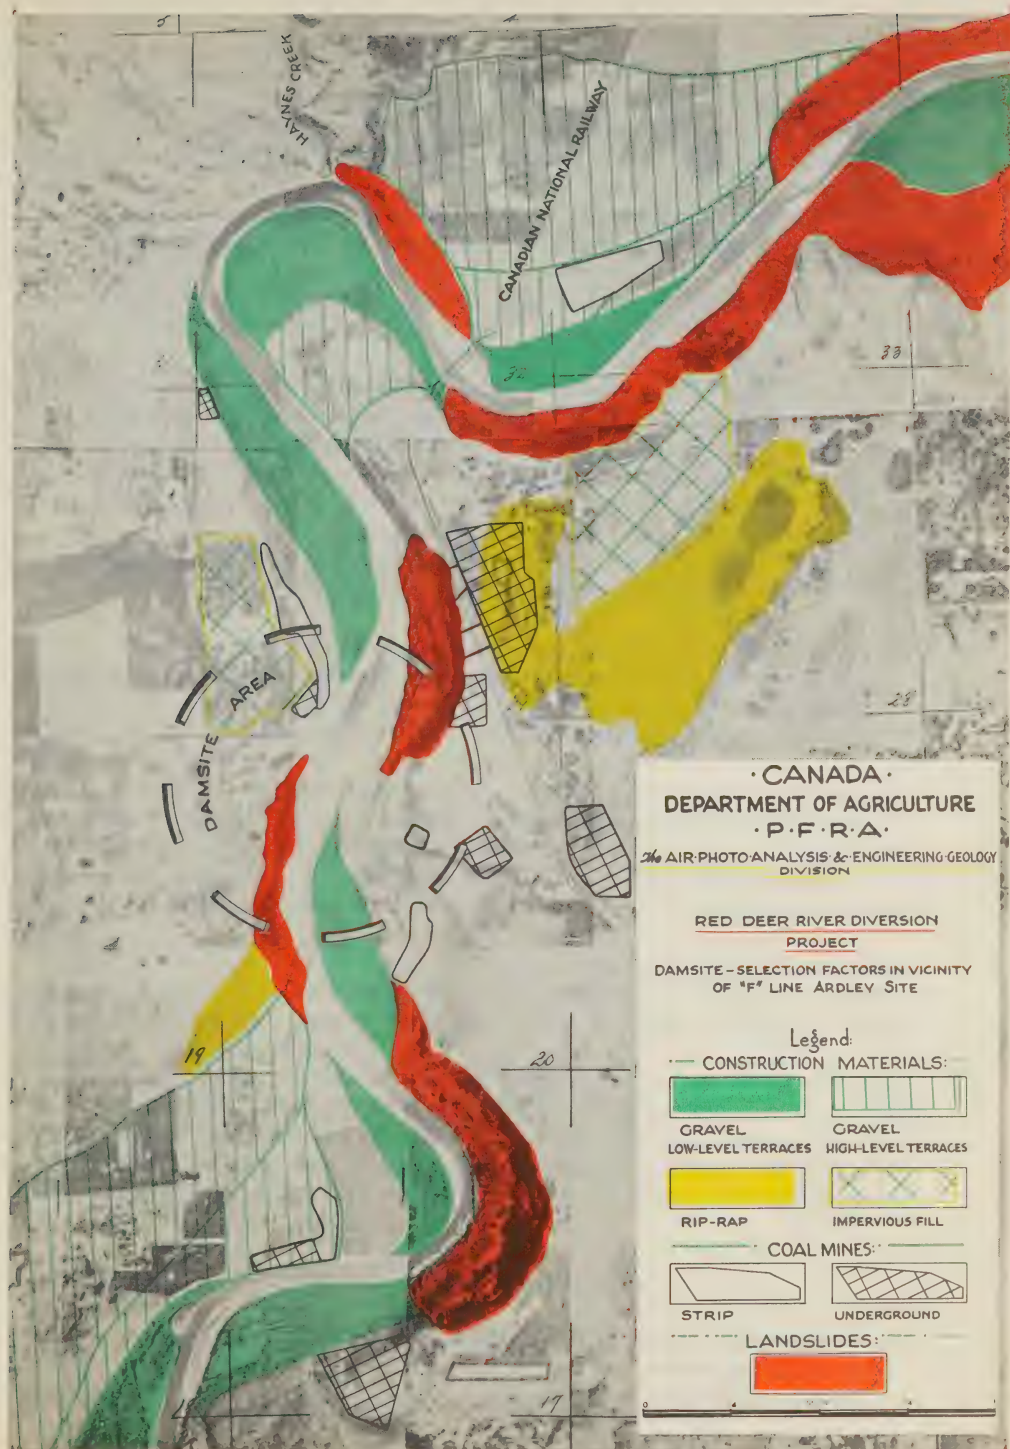 HAYNES CREEK
CANADIAN NATIONAL RAILWAY
33
32
28
AREA
DAMSITE
19
20
17
· CANADA ·
DEPARTMENT OF AGRICULTURE
· P · F · R · A ·
The AIR·PHOTO·ANALYSIS & ENGINEERING·GEOLOGY
DIVISION
RED DEER RIVER DIVERSION
PROJECT
DAMSITE – SELECTION FACTORS IN VICINITY
OF "F" LINE ARDLEY SITE
Legend:
CONSTRUCTION MATERIALS:
GRAVEL
LOW-LEVEL TERRACES
GRAVEL
HIGH-LEVEL TERRACES
RIP-RAP
IMPERVIOUS FILL
COAL MINES:
STRIP
UNDERGROUND
LANDSLIDES:
0